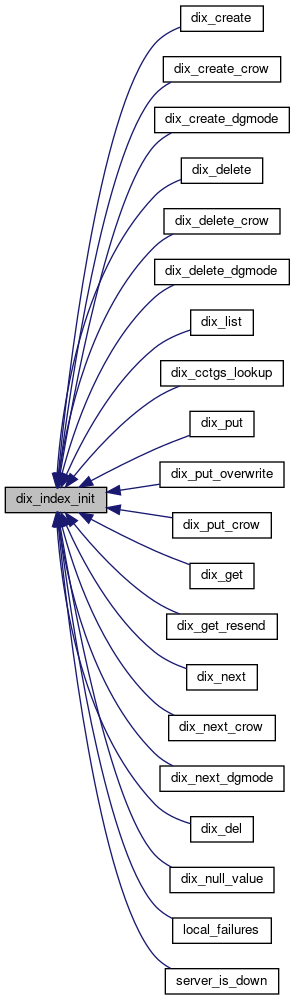 dix_create
dix_create_crow
dix_create_dgmode
dix_delete
dix_delete_crow
dix_delete_dgmode
dix_list
dix_cctgs_lookup
dix_put
dix_put_overwrite
dix_index_init
dix_put_crow
dix_get
dix_get_resend
dix_next
dix_next_crow
dix_next_dgmode
dix_del
dix_null_value
local_failures
server_is_down